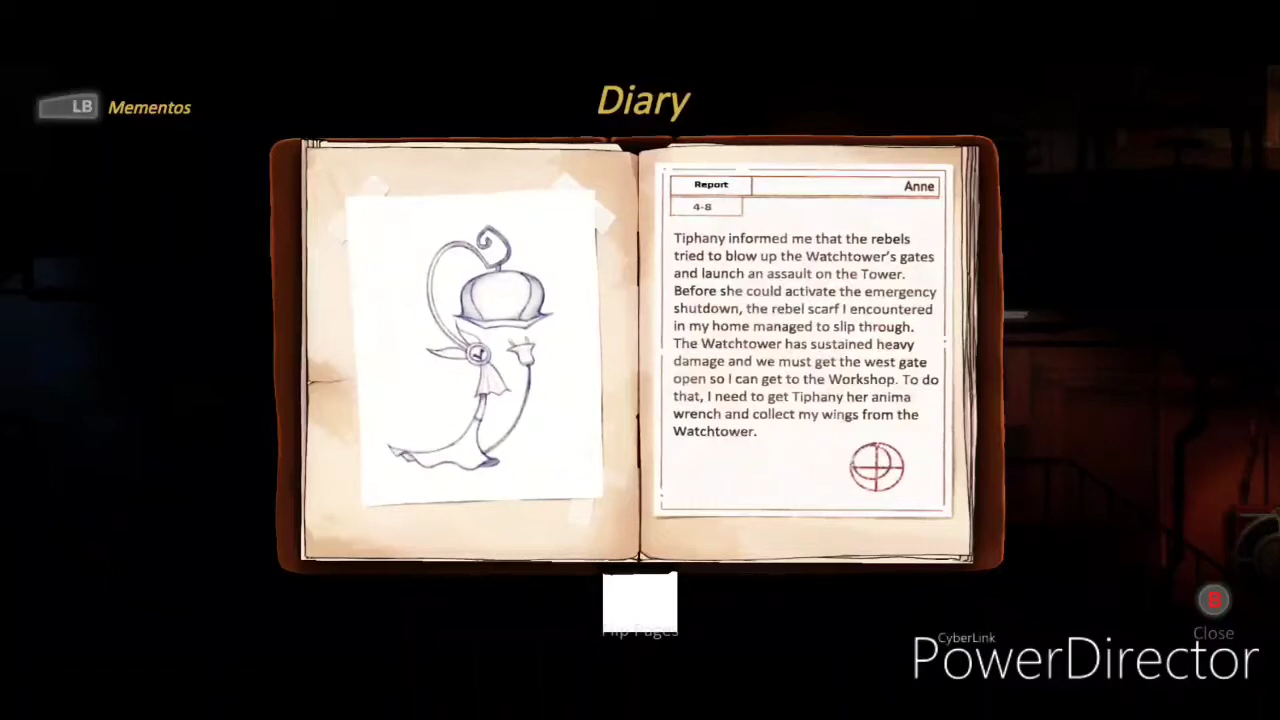 LB Mementos
Diary
Report Anne
4-8
Tiphany informed me that the rebels
tried to blow up the Watchtower's gates
and launch an assault on the Tower.
Before she could activate the emergency
shutdown, the rebel scarf I encountered
in my home managed to slip through.
The Watchtower has sustained heavy
damage and we must get the west gate
open so I can get to the Workshop. To do
that, I need to get Tiphany her anima
wrench and collect my wings from the
Watchtower.
Flip Pages
B
Close
CyberLink
PowerDirector